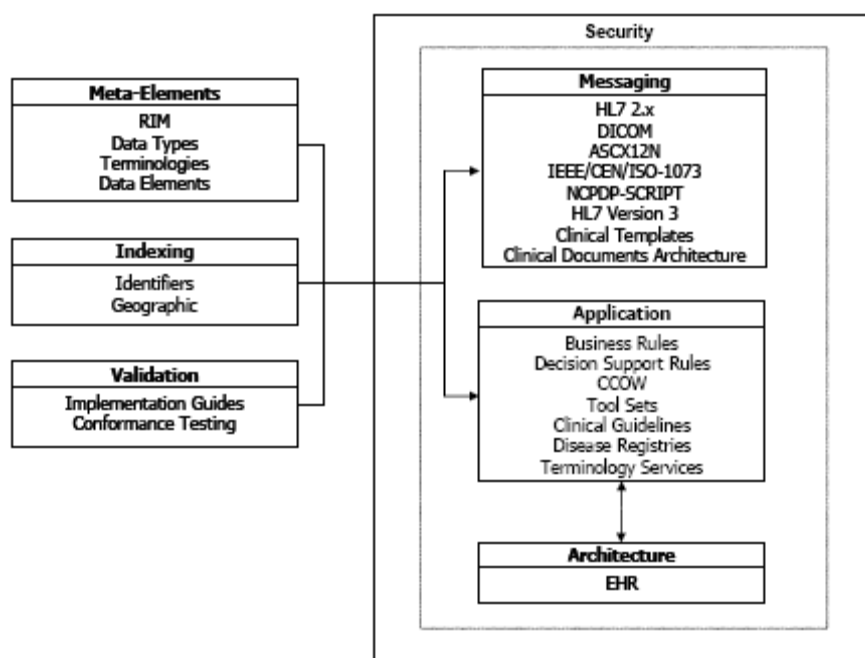 Security
Meta-Elements
RIM
Data Types
Terminologies
Data Elements
Indexing
Identifiers
Geographic
Validation
Implementation Guides
Conformance Testing
Messaging
HL7 2.x
DICOM
ASCX12N
IEEE/CEN/ISO-1073
NCPDP-SCRIPT
HL7 Version 3
Clinical Templates
Clinical Documents Architecture
Application
Business Rules
Decision Support Rules
CCOW
Tool Sets
Clinical Guidelines
Disease Registries
Terminology Services
Architecture
EHR